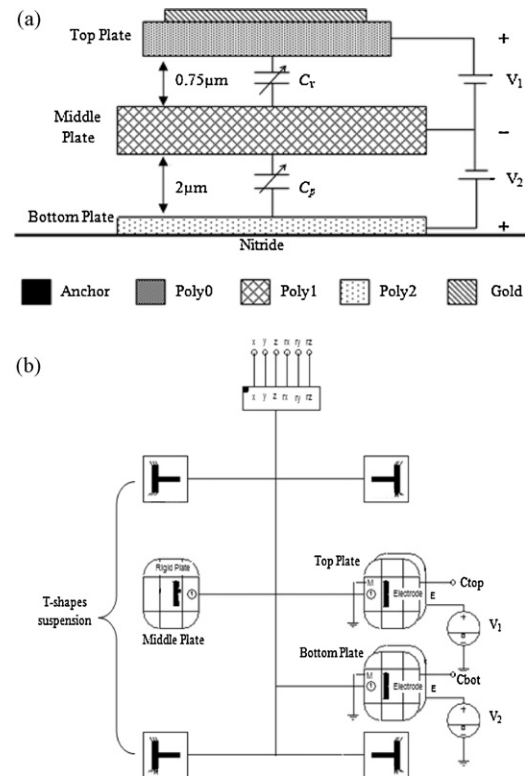 (a)
Top Plate
+
0.75µm
Cr
V1
Middle
Plate
−
2µm
Cp
V2
Bottom Plate
+
Nitride
Anchor Poly0 Poly1 Poly2 Gold
(b)
x y z rx ry rz
x y z rx ry rz
Top Plate
Rigid Plate
M
Ctop
Electrode E
T-shapes
suspension
Middle Plate
+
V1
−
Bottom Plate
M
Cbot
Electrode E
+
V2
−